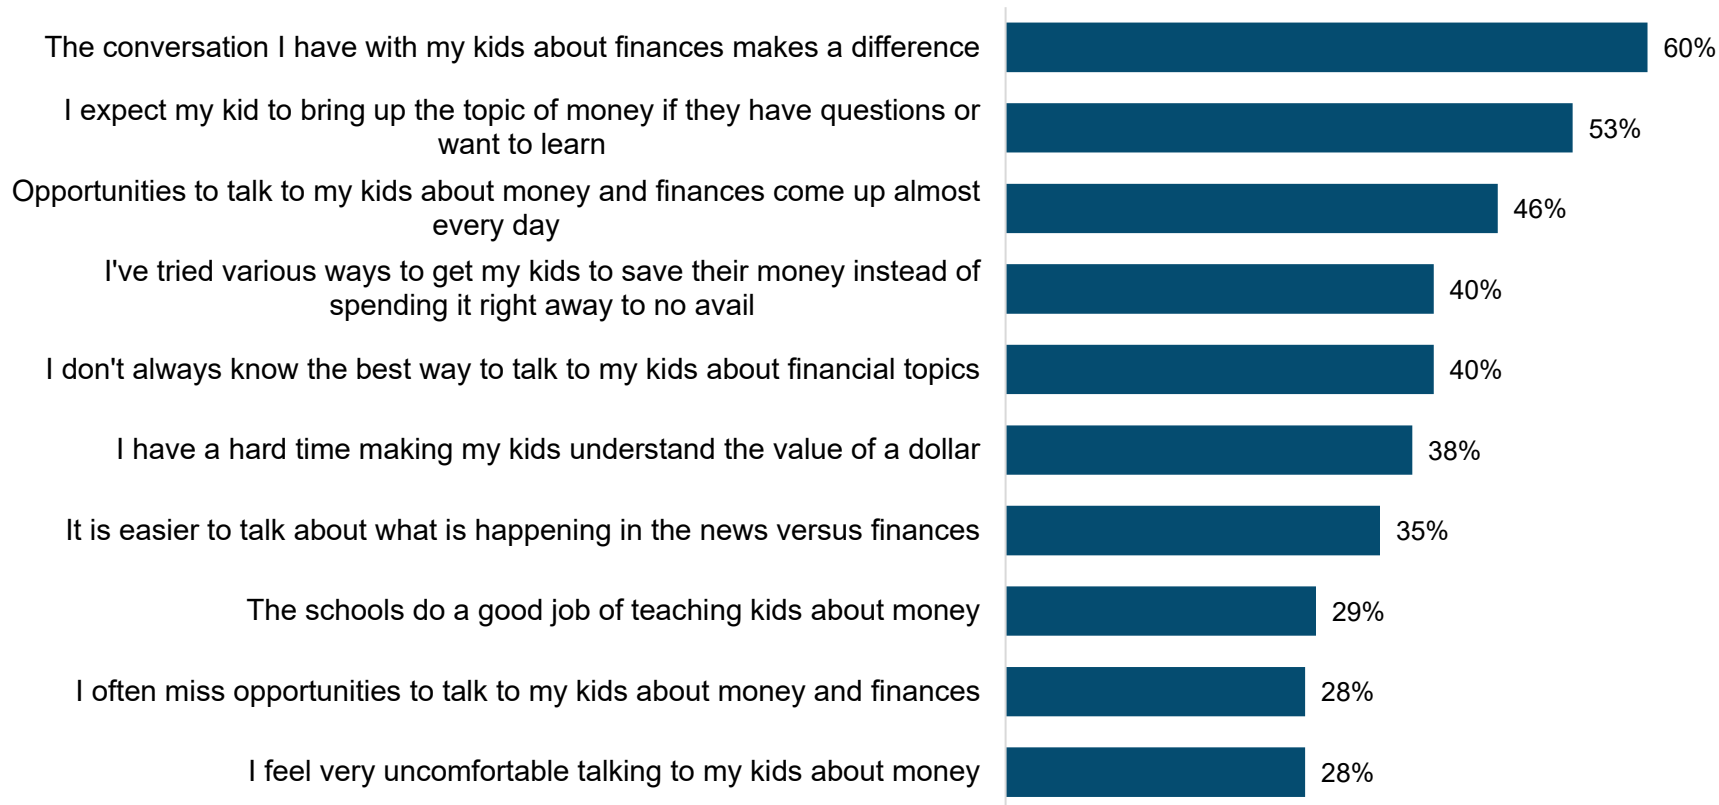 The conversation I have with my kids about finances makes a difference
60%
I expect my kid to bring up the topic of money if they have questions or
want to learn
53%
Opportunities to talk to my kids about money and finances come up almost
every day
46%
I've tried various ways to get my kids to save their money instead of
spending it right away to no avail
40%
I don't always know the best way to talk to my kids about financial topics
40%
I have a hard time making my kids understand the value of a dollar
38%
It is easier to talk about what is happening in the news versus finances
35%
The schools do a good job of teaching kids about money
29%
I often miss opportunities to talk to my kids about money and finances
28%
I feel very uncomfortable talking to my kids about money
28%